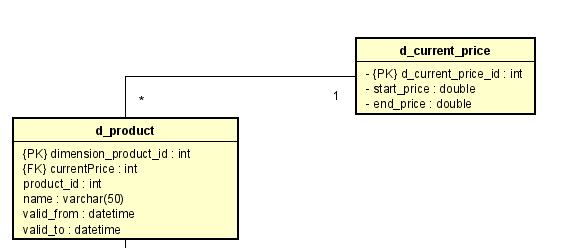 d_current_price
- {PK} d_current_price_id : int
- start_price : double
- end_price : double
1
*
d_product
{PK} dimension_product_id : int
{FK} currentPrice : int
product_id : int
name : varchar(50)
valid_from : datetime
valid_to : datetime